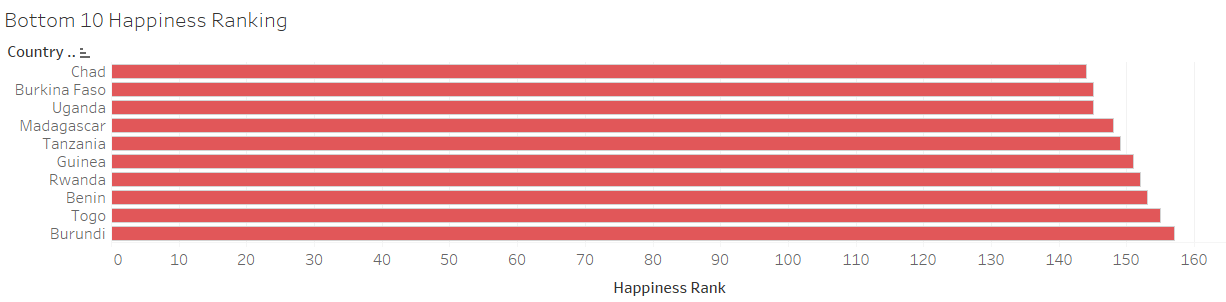 Bottom 10 Happiness Ranking
Country ..
Chad
Burkina Faso
Uganda
Madagascar
Tanzania
Guinea
Rwanda
Benin
Togo
Burundi
0 10 20 30 40 50 60 70 80 90 100 110 120 130 140 150 160
Happiness Rank